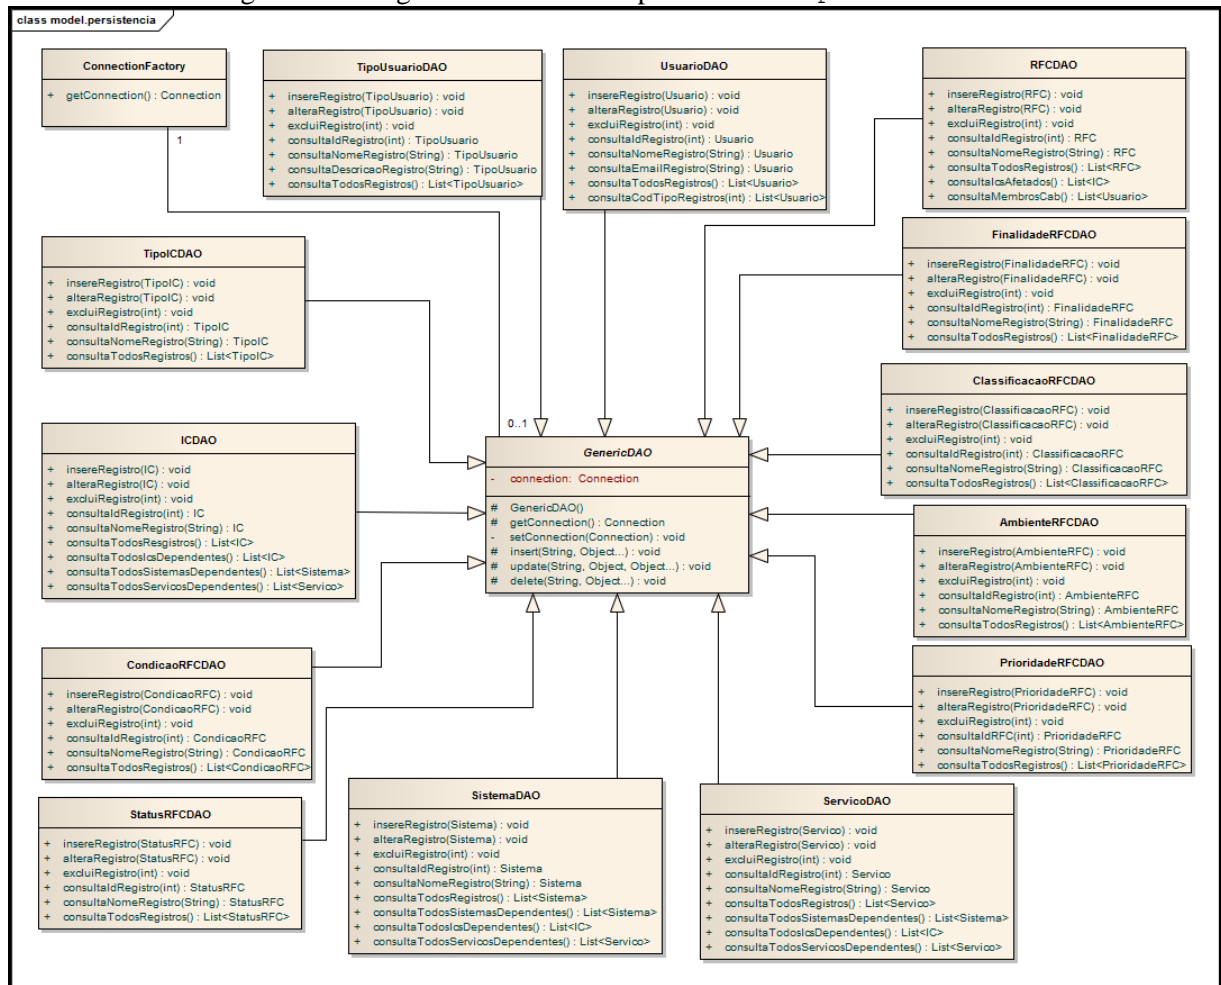 class model.persistencia
ConnectionFactory
+ getConnection() : Connection
1
TipoUsuarioDAO
+ insereRegistro(TipoUsuario) : void
+ alteraRegistro(TipoUsuario) : void
+ excluiRegistro(int) : void
+ consultaIdRegistro(int) : TipoUsuario
+ consultaNomeRegistro(String) : TipoUsuario
+ consultaDescricaoRegistro(String) : TipoUsuario
+ consultaTodosRegistros() : List<TipoUsuario>
UsuarioDAO
+ insereRegistro(Usuario) : void
+ alteraRegistro(Usuario) : void
+ excluiRegistro(int) : void
+ consultaIdRegistro(int) : Usuario
+ consultaNomeRegistro(String) : Usuario
+ consultaEmailRegistro(String) : Usuario
+ consultaTodosRegistros() : List<Usuario>
+ consultaCodTipoRegistros(int) : List<Usuario>
RFCDAO
+ insereRegistro(RFC) : void
+ alteraRegistro(RFC) : void
+ excluiRegistro(int) : void
+ consultaIdRegistro(int) : RFC
+ consultaNomeRegistro(String) : RFC
+ consultaTodosRegistros() : List<RFC>
+ consultaIcsAfetados() : List<IC>
+ consultaMembrosCab() : List<Usuario>
TipoICDAO
+ insereRegistro(TipoIC) : void
+ alteraRegistro(TipoIC) : void
+ excluiRegistro(int) : void
+ consultaIdRegistro(int) : TipoIC
+ consultaNomeRegistro(String) : TipoIC
+ consultaTodosRegistros() : List<TipoIC>
FinalidadeRFCDAO
+ insereRegistro(FinalidadeRFC) : void
+ alteraRegistro(FinalidadeRFC) : void
+ excluiRegistro(int) : void
+ consultaIdRegistro(int) : FinalidadeRFC
+ consultaNomeRegistro(String) : FinalidadeRFC
+ consultaTodosRegistros() : List<FinalidadeRFC>
ClassificacaoRFCDAO
+ insereRegistro(ClassificacaoRFC) : void
+ alteraRegistro(ClassificacaoRFC) : void
+ excluiRegistro(int) : void
+ consultaIdRegistro(int) : ClassificacaoRFC
+ consultaNomeRegistro(String) : ClassificacaoRFC
+ consultaTodosRegistros() : List<ClassificacaoRFC>
ICDAO
+ insereRegistro(IC) : void
+ alteraRegistro(IC) : void
+ excluiRegistro(int) : void
+ consultaIdRegistro(int) : IC
+ consultaNomeRegistro(String) : IC
+ consultaTodosResgistros() : List<IC>
+ consultaTodosIcsDependentes() : List<IC>
+ consultaTodosSistemasDependentes() : List<Sistema>
+ consultaTodosServicosDependentes() : List<Servico>
0..1
GenericDAO
- connection: Connection
# GenericDAO()
# getConnection() : Connection
- setConnection(Connection) : void
# insert(String, Object...) : void
# update(String, Object, Object...) : void
# delete(String, Object...) : void
AmbienteRFCDAO
+ insereRegistro(AmbienteRFC) : void
+ alteraRegistro(AmbienteRFC) : void
+ excluiRegistro(int) : void
+ consultaIdRegistro(int) : AmbienteRFC
+ consultaNomeRegistro(String) : AmbienteRFC
+ consultaTodosRegistros() : List<AmbienteRFC>
CondicaoRFCDAO
+ insereRegistro(CondicaoRFC) : void
+ alteraRegistro(CondicaoRFC) : void
+ excluiRegistro(int) : void
+ consultaIdRegistro(int) : CondicaoRFC
+ consultaNomeRegistro(String) : CondicaoRFC
+ consultaTodosRegistros() : List<CondicaoRFC>
PrioridadeRFCDAO
+ insereRegistro(PrioridadeRFC) : void
+ alteraRegistro(PrioridadeRFC) : void
+ excluiRegistro(int) : void
+ consultaIdRFC(int) : PrioridadeRFC
+ consultaNomeRegistro(String) : PrioridadeRFC
+ consultaTodosRegistros() : List<PrioridadeRFC>
StatusRFCDAO
+ insereRegistro(StatusRFC) : void
+ alteraRegistro(StatusRFC) : void
+ excluiRegistro(int) : void
+ consultaIdRegistro(int) : StatusRFC
+ consultaNomeRegistro(String) : StatusRFC
+ consultaTodosRegistros() : List<StatusRFC>
SistemaDAO
+ insereRegistro(Sistema) : void
+ alteraRegistro(Sistema) : void
+ excluiRegistro(int) : void
+ consultaIdRegistro(int) : Sistema
+ consultaNomeRegistro(String) : Sistema
+ consultaTodosRegistros() : List<Sistema>
+ consultaTodosSistemasDependentes() : List<Sistema>
+ consultaTodosIcsDependentes() : List<IC>
+ consultaTodosServicosDependentes() : List<Servico>
ServicoDAO
+ insereRegistro(Servico) : void
+ alteraRegistro(Servico) : void
+ excluiRegistro(int) : void
+ consultaIdRegistro(int) : Servico
+ consultaNomeRegistro(String) : Servico
+ consultaTodosRegistros() : List<Servico>
+ consultaTodosSistemasDependentes() : List<Sistema>
+ consultaTodosIcsDependentes() : List<IC>
+ consultaTodosServicosDependentes() : List<Servico>